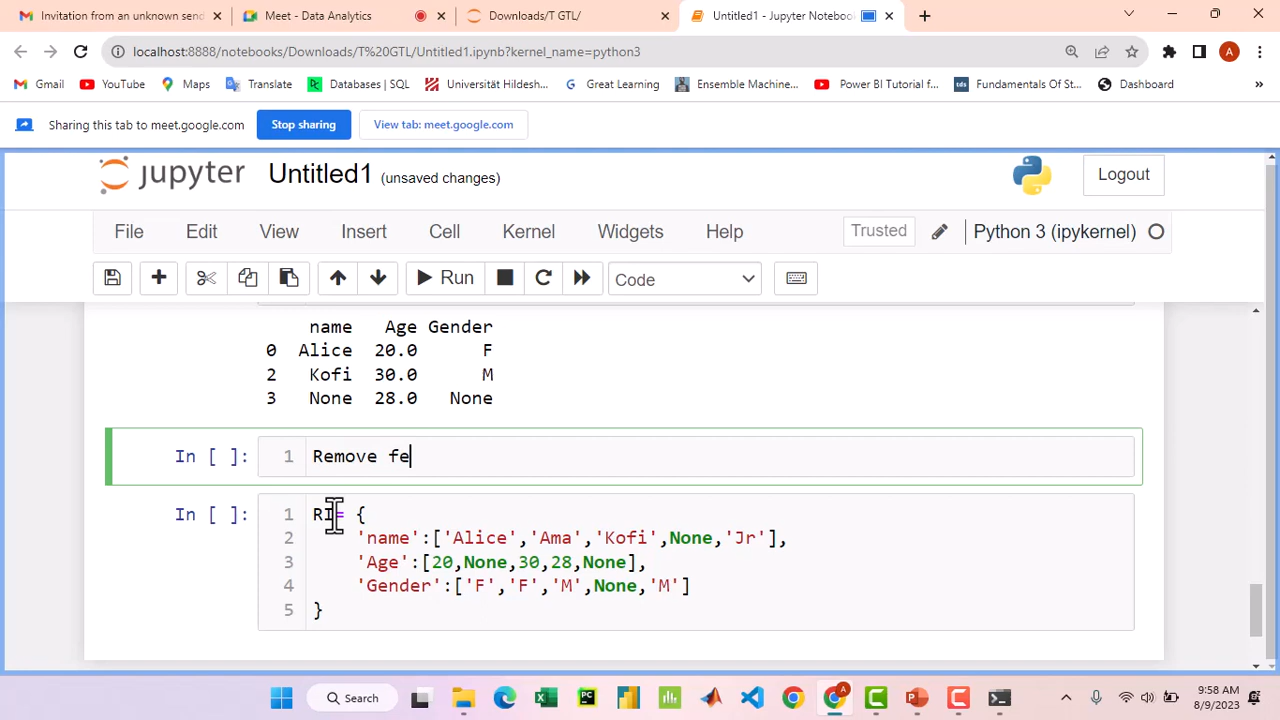 Invitation from an unknown send
Meet - Data Analytics
Downloads/T GTL/
Untitled1 - Jupyter Notebook
localhost:8888/notebooks/Downloads/T%20GTL/Untitled1.ipynb?kernel_name=python3
A
Gmail
YouTube
Maps
Translate
Databases | SQL
Universität Hildesh...
Great Learning
Ensemble Machine...
Power BI Tutorial f...
Fundamentals Of St...
Dashboard
»
Sharing this tab to meet.google.com
Stop sharing
View tab: meet.google.com
jupyter
Untitled1 (unsaved changes)
Logout
File
Edit
View
Insert
Cell
Kernel
Widgets
Help
Trusted
Python 3 (ipykernel)
Run
Code
name Age Gender
0 Alice 20.0 F
2 Kofi 30.0 M
3 None 28.0 None
In [ ]:
1 Remove fe
In [ ]:
1 RI= {
2 'name':['Alice','Ama','Kofi',None,'Jr'],
3 'Age':[20,None,30,28,None],
4 'Gender':['F','F','M',None,'M']
5 }
Search
9:58 AM
8/9/2023